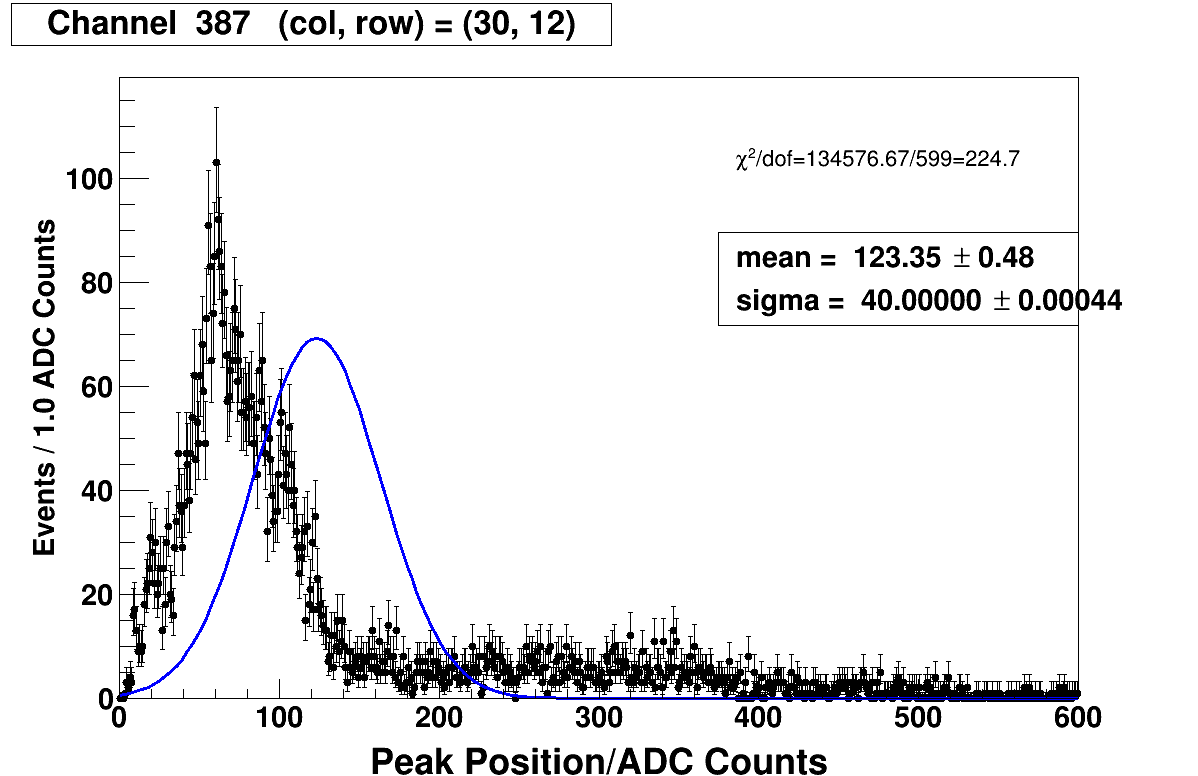 Channel 387 (col, row) = (30, 12)
χ²/dof=134576.67/599=224.7
mean = 123.35 ± 0.48
sigma = 40.00000 ± 0.00044
Events / 1.0 ADC Counts
100
80
60
40
20
0
0 100 200 300 400 500 600
Peak Position/ADC Counts